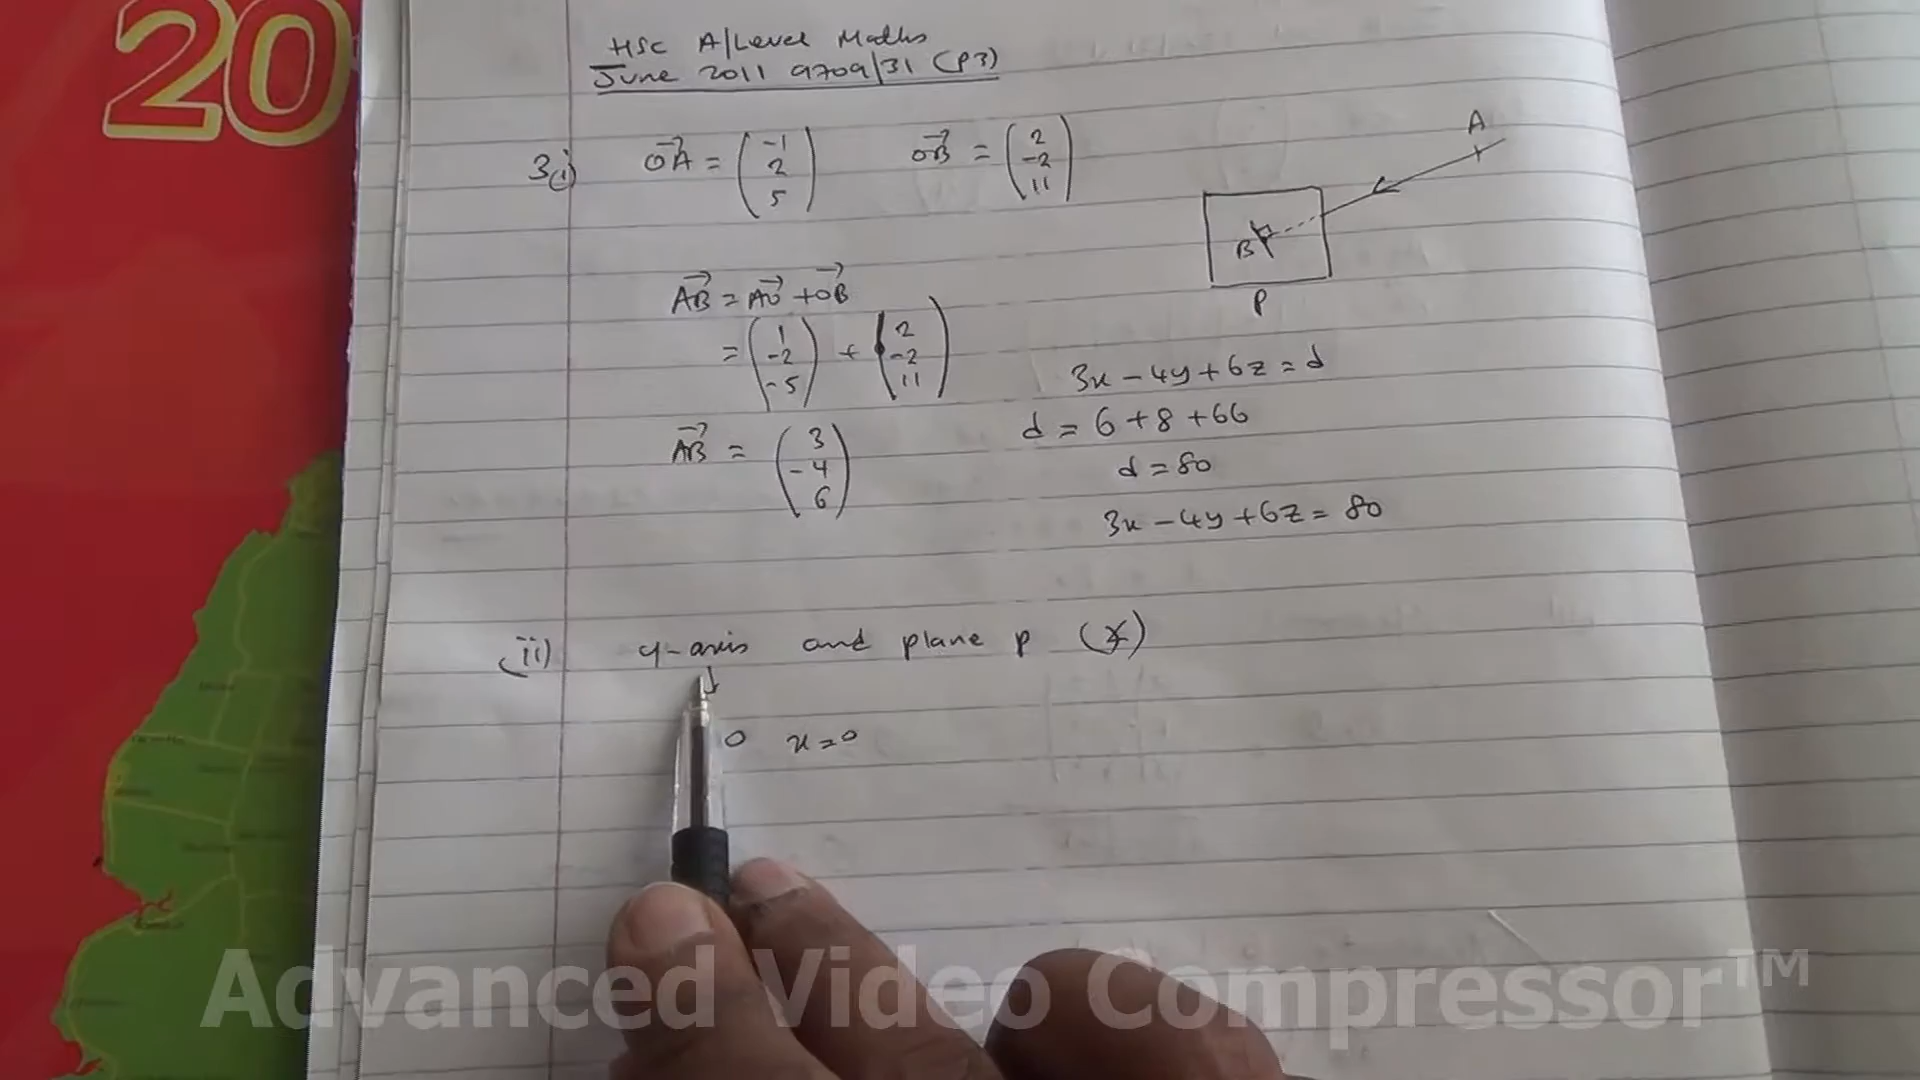 20
HSC A/Level Maths
June 2011 9709/31 (P3)
3(i) OA = (-1 2 5) OB = (2 -2 11)
A
B
P
AB = AO + OB
= (1 -2 -5) + (2 -2 11)
AB = (3 -4 6)
3x - 4y + 6z = d
d = 6 + 8 + 66
d = 80
3x - 4y + 6z = 80
(ii) y-axis and plane p
0 x = 0
Advanced Video Compressor™